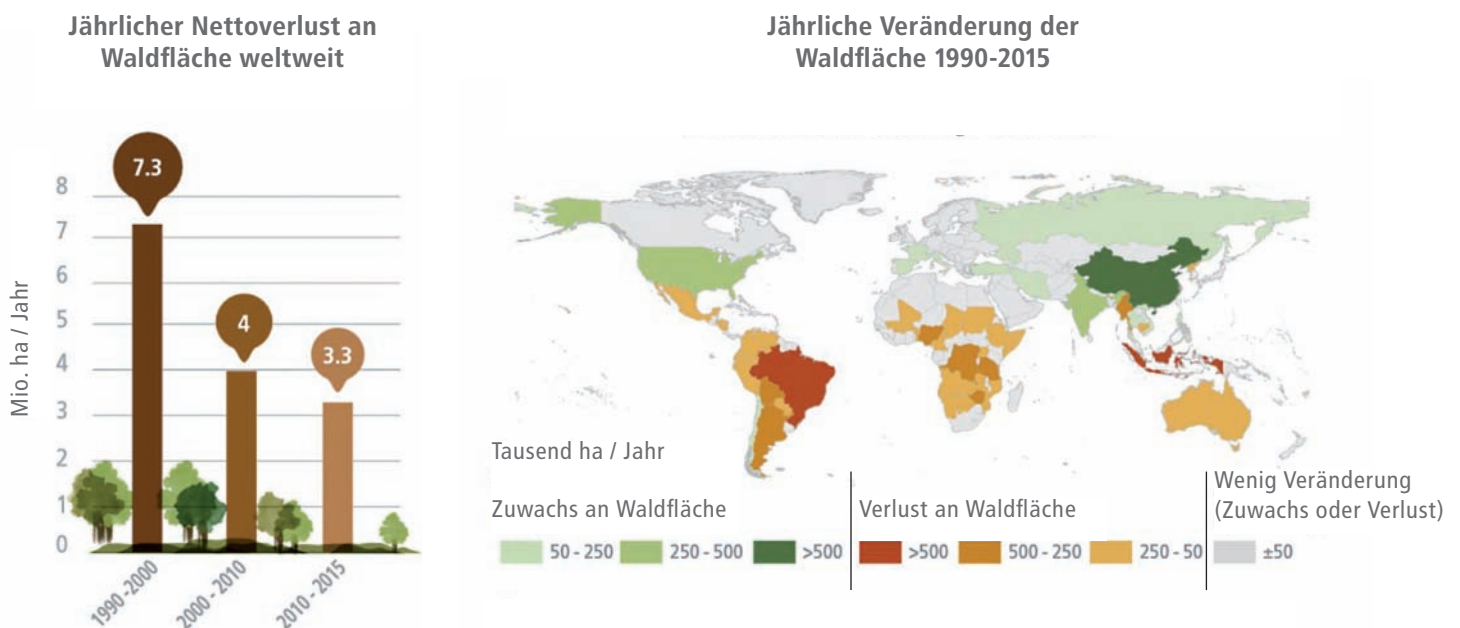 Jährlicher Nettoverlust an
Waldfläche weltweit
Mio. ha / Jahr
8
7
6
5
4
3
2
1
0
7.3
4
3.3
1990-2000
2000 - 2010
2010 - 2015
Jährliche Veränderung der
Waldfläche 1990-2015
Tausend ha / Jahr
Zuwachs an Waldfläche
50 - 250
250 - 500
>500
Verlust an Waldfläche
>500
500 - 250
250 - 50
Wenig Veränderung
(Zuwachs oder Verlust)
±50